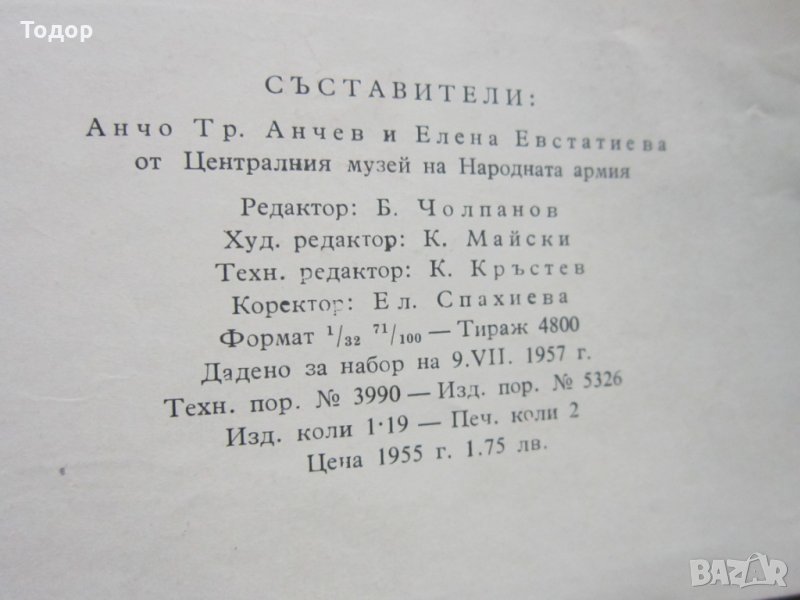 Тодор
СЪСТАВИТЕЛИ:
Анчо Тр. Анчев и Елена Евстатиева
от Централния музей на Народната армия
Редактор: Б. Чолпанов
Худ. редактор: К. Майски
Техн. редактор: К. Кръстев
Коректор: Ел. Спахиева
Формат 1/32 71/100 — Тираж 4800
Дадено за набор на 9.VII. 1957 г.
Техн. пор. № 3990 — Изд. пор. № 5326
Изд. коли 1·19 — Печ. коли 2
Цена 1955 г. 1.75 лв.
BAZAR